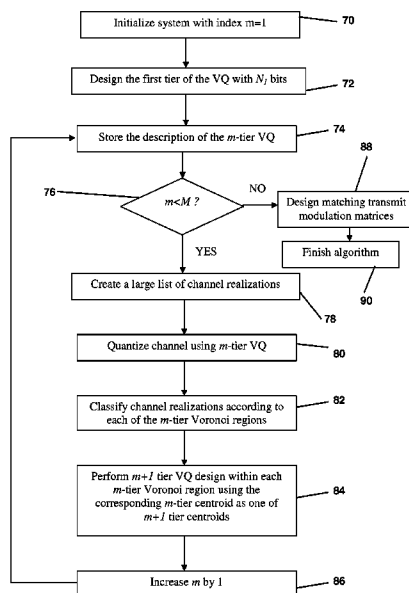 Initialize system with index m=1
70
Design the first tier of the VQ with N1 bits
72
Store the description of the m-tier VQ
74
88
76
m<M ?
NO
Design matching transmit
modulation matrices
YES
Finish algorithm
90
Create a large list of channel realizations
78
Quantize channel using m-tier VQ
80
82
Classify channel realizations according to
each of the m-tier Voronoi regions
Perform m+1 tier VQ design within each
m-tier Voronoi region using the
corresponding m-tier centroid as one of
m+1 tier centroids
84
Increase m by 1
86